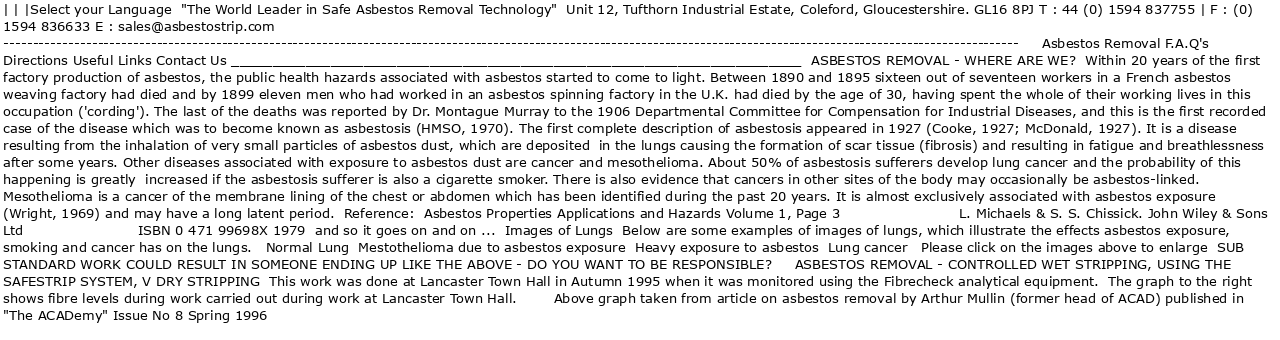 | | |Select your Language "The World Leader in Safe Asbestos Removal Technology" Unit 12, Tufthorn Industrial Estate, Coleford, Gloucestershire. GL16 8PJ T : 44 (0) 1594 837755 | F : (0)
1594 836633 E : sales@asbestostrip.com
-------------------------------------------------------------------------------------------------------------------------------------------------------------------------- Asbestos Removal F.A.Q's
Directions Useful Links Contact Us ______________________________________________________________________ ASBESTOS REMOVAL - WHERE ARE WE? Within 20 years of the first
factory production of asbestos, the public health hazards associated with asbestos started to come to light. Between 1890 and 1895 sixteen out of seventeen workers in a French asbestos
weaving factory had died and by 1899 eleven men who had worked in an asbestos spinning factory in the U.K. had died by the age of 30, having spent the whole of their working lives in this
occupation ('cording'). The last of the deaths was reported by Dr. Montague Murray to the 1906 Departmental Committee for Compensation for Industrial Diseases, and this is the first recorded
case of the disease which was to become known as asbestosis (HMSO, 1970). The first complete description of asbestosis appeared in 1927 (Cooke, 1927; McDonald, 1927). It is a disease
resulting from the inhalation of very small particles of asbestos dust, which are deposited in the lungs causing the formation of scar tissue (fibrosis) and resulting in fatigue and breathlessness
after some years. Other diseases associated with exposure to asbestos dust are cancer and mesothelioma. About 50% of asbestosis sufferers develop lung cancer and the probability of this
happening is greatly increased if the asbestosis sufferer is also a cigarette smoker. There is also evidence that cancers in other sites of the body may occasionally be asbestos-linked.
Mesothelioma is a cancer of the membrane lining of the chest or abdomen which has been identified during the past 20 years. It is almost exclusively associated with asbestos exposure
(Wright, 1969) and may have a long latent period. Reference: Asbestos Properties Applications and Hazards Volume 1, Page 3 L. Michaels & S. S. Chissick. John Wiley & Sons
Ltd ISBN 0 471 99698X 1979 and so it goes on and on ... Images of Lungs Below are some examples of images of lungs, which illustrate the effects asbestos exposure,
smoking and cancer has on the lungs. Normal Lung Mestothelioma due to asbestos exposure Heavy exposure to asbestos Lung cancer Please click on the images above to enlarge SUB
STANDARD WORK COULD RESULT IN SOMEONE ENDING UP LIKE THE ABOVE - DO YOU WANT TO BE RESPONSIBLE? ASBESTOS REMOVAL - CONTROLLED WET STRIPPING, USING THE
SAFESTRIP SYSTEM, V DRY STRIPPING This work was done at Lancaster Town Hall in Autumn 1995 when it was monitored using the Fibrecheck analytical equipment. The graph to the right
shows fibre levels during work carried out during work at Lancaster Town Hall. Above graph taken from article on asbestos removal by Arthur Mullin (former head of ACAD) published in
"The ACADemy" Issue No 8 Spring 1996